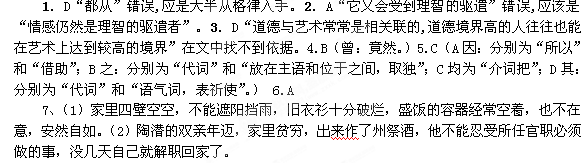 1. D“都从”错误,应是大半从格律入手。2. A“它又会受到理智的驱遣”错误,应该是
“情感仍然是理智的驱遣者”。3. D“道德与艺术常常是相关联的,道德境界高的人往往也能
在艺术上达到较高的境界”在文中找不到依据。4.B(曾:竟然。)5.C(A因：分别为“所以”
和“借助”；B之：分别为“代词”和“放在主语和位于之间，取独”；C均为“介词把”；D其：
分别为“代词”和“语气词，表祈使”。) 6.A
7、(1) 家里四壁空空，不能遮阳挡雨，旧衣衫十分破烂，盛饭的容器经常空着，也不在
意，安然自如。(2) 陶潜的双亲年迈，家里贫穷，出来作了州祭酒，他不能忍受所任官职必须
做的事，没几天自己就解职回家了。